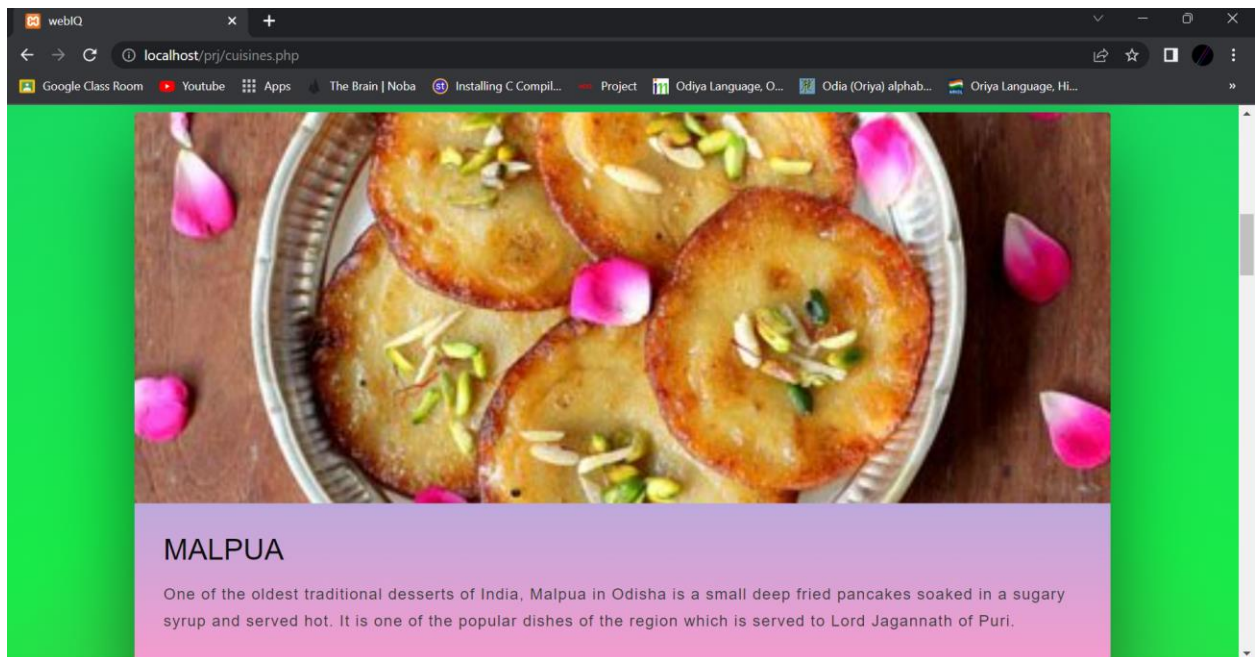 webIQ
localhost/prj/cuisines.php
Google Class Room Youtube Apps The Brain | Noba Installing C Compil... Project Odiya Language, O... Odia (Oriya) alphab... Oriya Language, Hi... »
MALPUA
One of the oldest traditional desserts of India, Malpua in Odisha is a small deep fried pancakes soaked in a sugary
syrup and served hot. It is one of the popular dishes of the region which is served to Lord Jagannath of Puri.